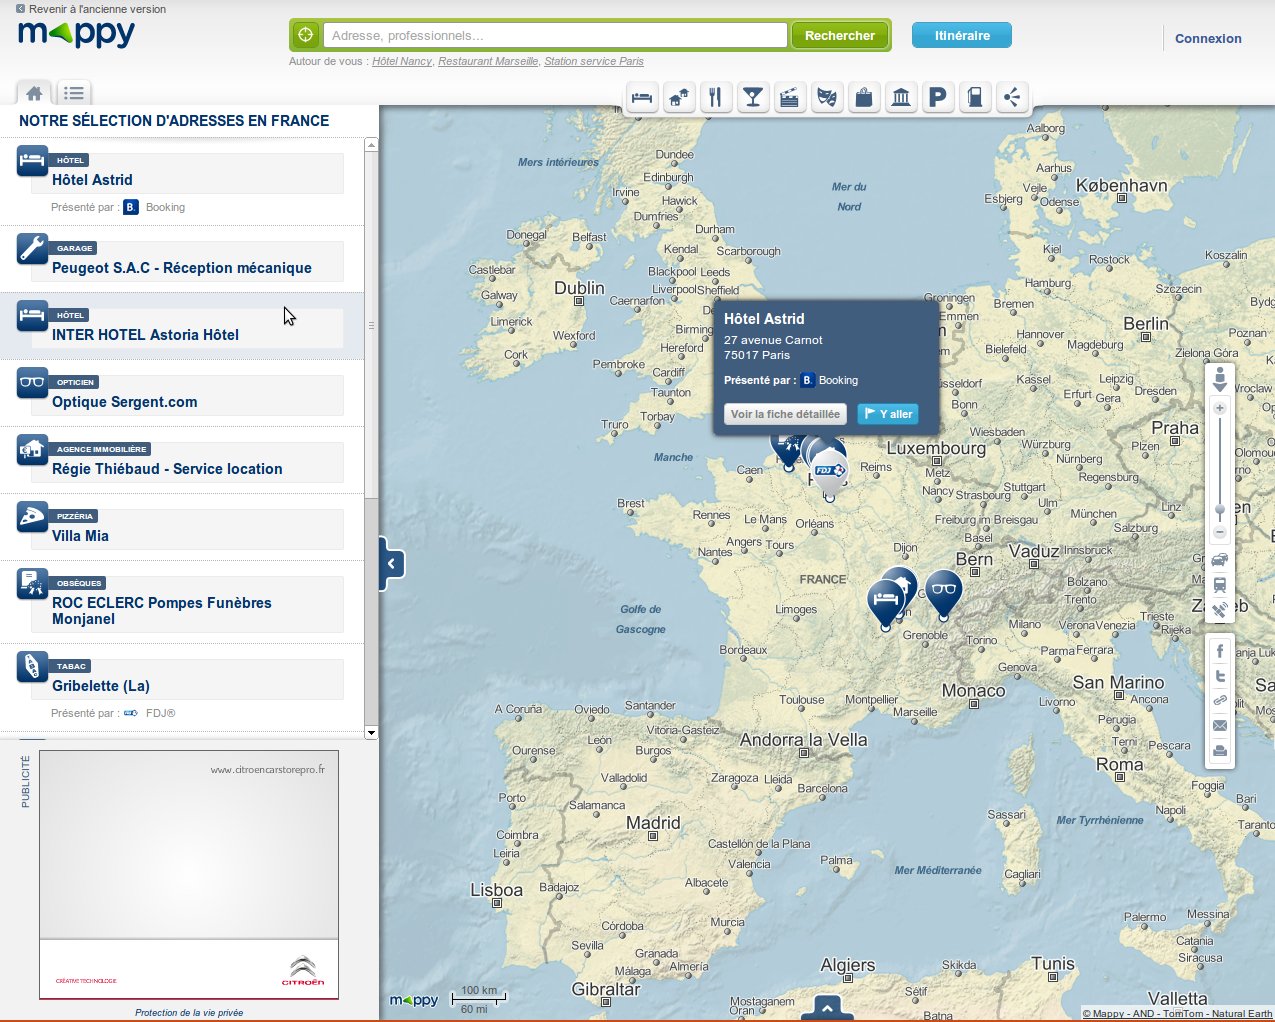 Revenir à l'ancienne version
mappy
Adresse, professionnels...
Rechercher
Itinéraire
Connexion
Autour de vous : Hôtel Nancy, Restaurant Marseille, Station service Paris
NOTRE SÉLECTION D'ADRESSES EN FRANCE
HÔTEL
Hôtel Astrid
Présenté par : B. Booking
GARAGE
Peugeot S.A.C - Réception mécanique
HÔTEL
INTER HOTEL Astoria Hôtel
OPTICIEN
Optique Sergent.com
AGENCE IMMOBILIÈRE
Régie Thiébaud - Service location
PIZZÉRIA
Villa Mia
OBSÈQUES
ROC ECLERC Pompes Funèbres
Monjanel
TABAC
Gribelette (La)
Présenté par : FDJ®
PUBLICITÉ
www.citroencarstorepro.fr
CRÉATIVE TECHNOLOGIE
CITROËN
Protection de la vie privée
P
Aalborg
Mers intérieures
Dundee
Edinburgh
Irvine
Hawick
Dumfries
Mer du
Nord
Aarhus
Vejle
Esbjerg
Odense
København
Donegal
Belfast
Durham
Kendal
Scarborough
Kiel
Rostock
Koszalin
Castlebar
Blackpool
Leeds
Galway
Dublin
Liverpool
Sheffield
Caernarfon
Hamburg
Szczecin
Bydg
Groningen
Bremen
Emmen
Limerick
Wexford
Birming
Hannover
Magdeburg
Berlin
Poznan
Cork
Hereford
Bielefeld
Zielona Góra
Pembroke
Cardiff
Taunton
Kassel
Leipzig
Dresden
Wroclaw
Düsseldorf
Erfurt
Gera
Bonn
Truro
Torbay
Wiesbaden
Praha
Manche
Luxembourg
Würzburg
Plzen
Olomou
Nürnberg
Caen
Reims
Metz
Regensburg
Nancy
Strasbourg
Stuttgart
Brest
Rennes
Le Mans
Orléans
Ulm
Linz
Freiburg im Breisgau
München
Salzburg
Angers
Tours
Nantes
Dijon
Basel
Bern
Vaduz
Innsbruck
FRANCE
Bolzano
Trento
Golfe de
Gascogne
Limoges
Grenoble
Milano
Verona
Venezia
Trieste
Rijeka
Zagreb
Torino
Bordeaux
Parma
Ferrara
Genova
Banja Luka
Toulouse
Montpellier
Marseille
Monaco
San Marino
Livorno
Ancona
Split
A Coruña
Oviedo
Santander
Perugia
Vitoria-Gasteiz
León
Burgos
Ourense
Andorra la Vella
Terni
Pescara
Roma
Valladolid
Zaragoza
Lleida
Barcelona
Foggia
Porto
Salamanca
Bari
Napoli
Sassari
Mer Tyrrhénienne
Taranto
Madrid
Coimbra
Leiria
Castellón de la Plana
Valencia
Palma
Mer Méditerranée
Cagliari
Lisboa
Badajoz
Albacete
Palermo
Messina
Murcia
Córdoba
Catania
Siracusa
Sevilla
Granada
Málaga
Almería
Algiers
Skikda
Tunis
Gibraltar
Sétif
Mostaganem
Oran
Batna
Valletta
Hôtel Astrid
27 avenue Carnot
75017 Paris
Présenté par : B. Booking
Voir la fiche détaillée
Y aller
FDJ
mappy
100 km
60 mi
© Mappy - AND - TomTom - Natural Earth